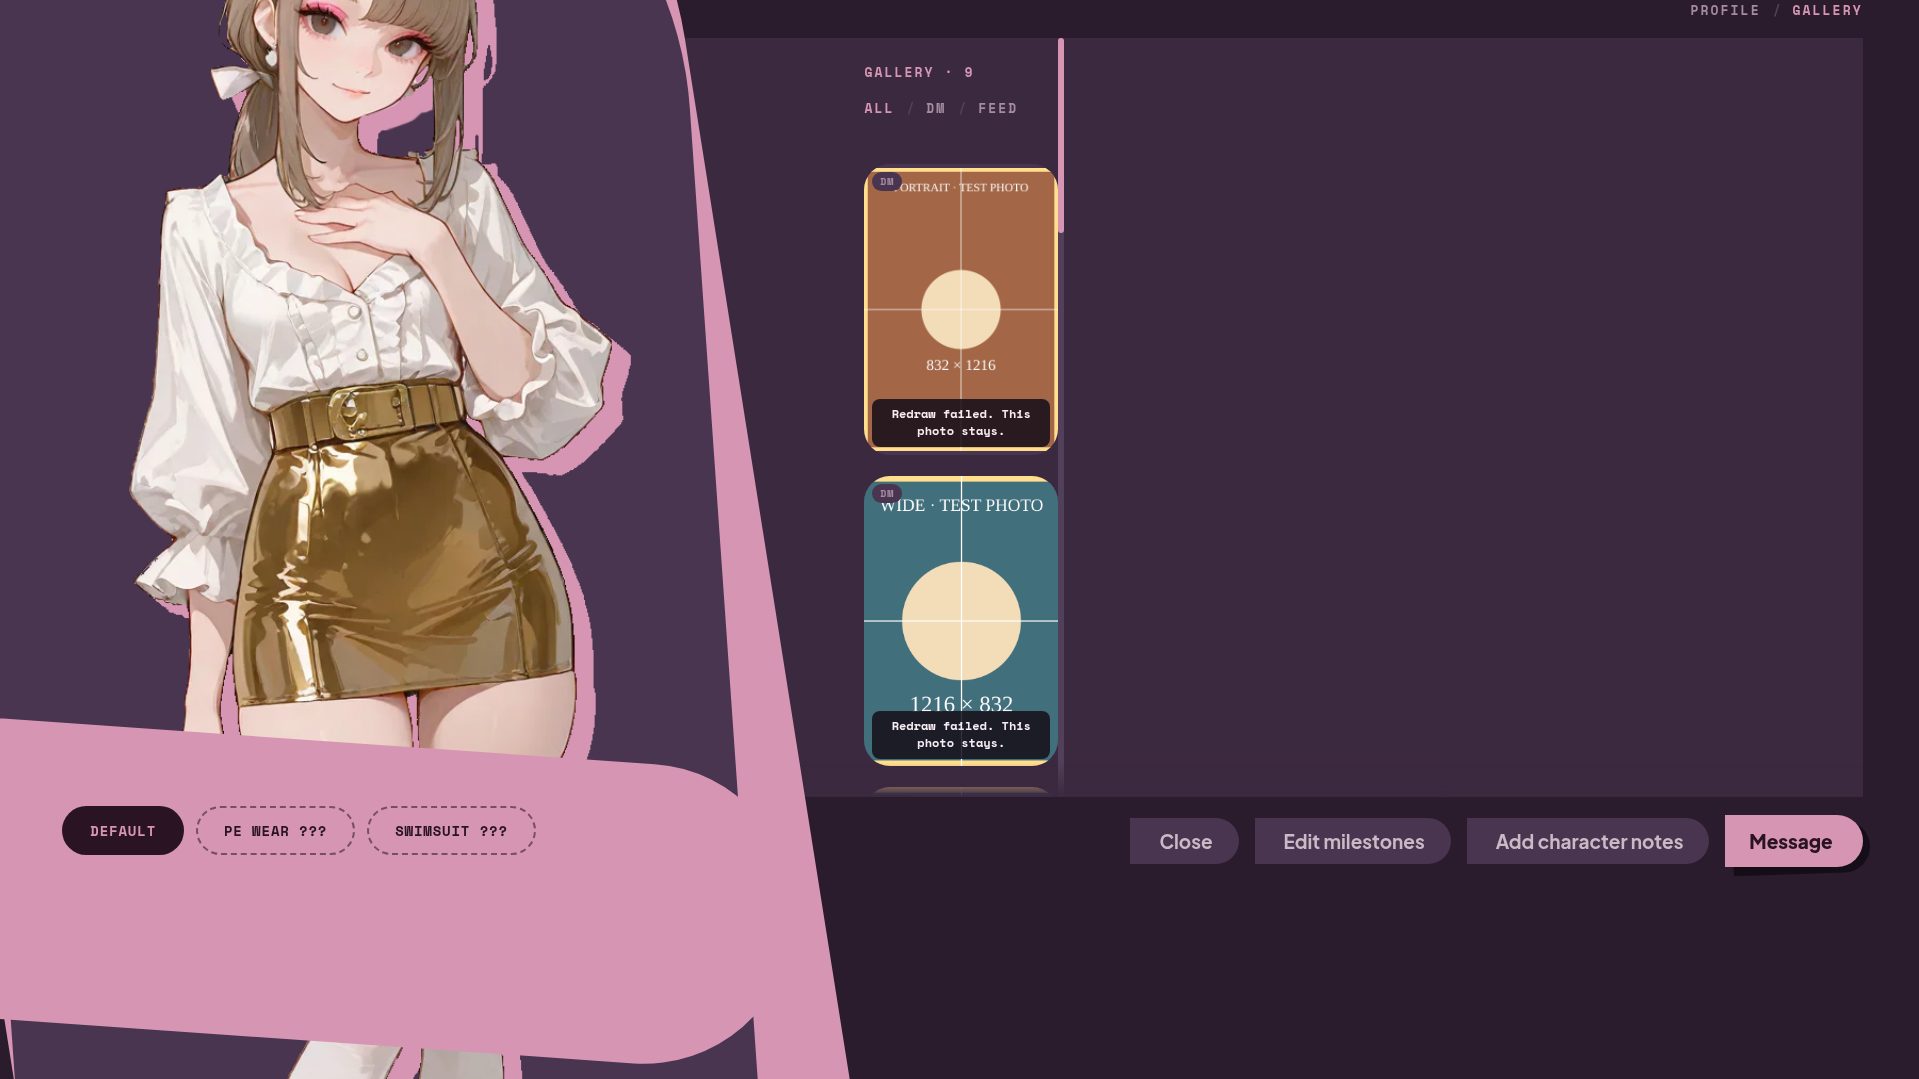 PROFILE / GALLERY
GALLERY · 9
ALL / DM / FEED
DM
PORTRAIT · TEST PHOTO
832 × 1216
Redraw failed. This
photo stays.
DM
WIDE · TEST PHOTO
1216 × 832
Redraw failed. This
photo stays.
DEFAULT
PE WEAR ???
SWIMSUIT ???
Close
Edit milestones
Add character notes
Message